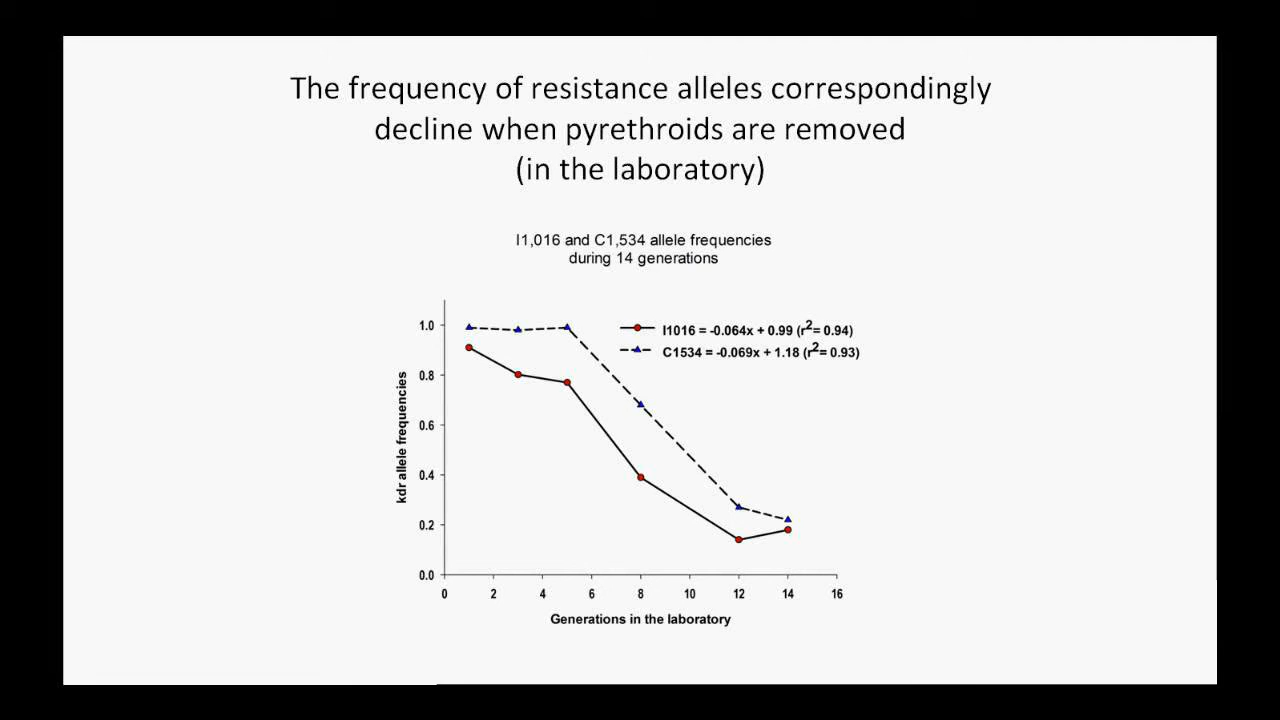 The frequency of resistance alleles correspondingly
decline when pyrethroids are removed
(in the laboratory)
I1,016 and C1,534 allele frequencies
during 14 generations
I1016 = -0.064x + 0.99 (r2= 0.94)
C1534 = -0.069x + 1.18 (r2= 0.93)
kdr allele frequencies
1.0
0.8
0.6
0.4
0.2
0.0
0 2 4 6 8 10 12 14 16
Generations in the laboratory